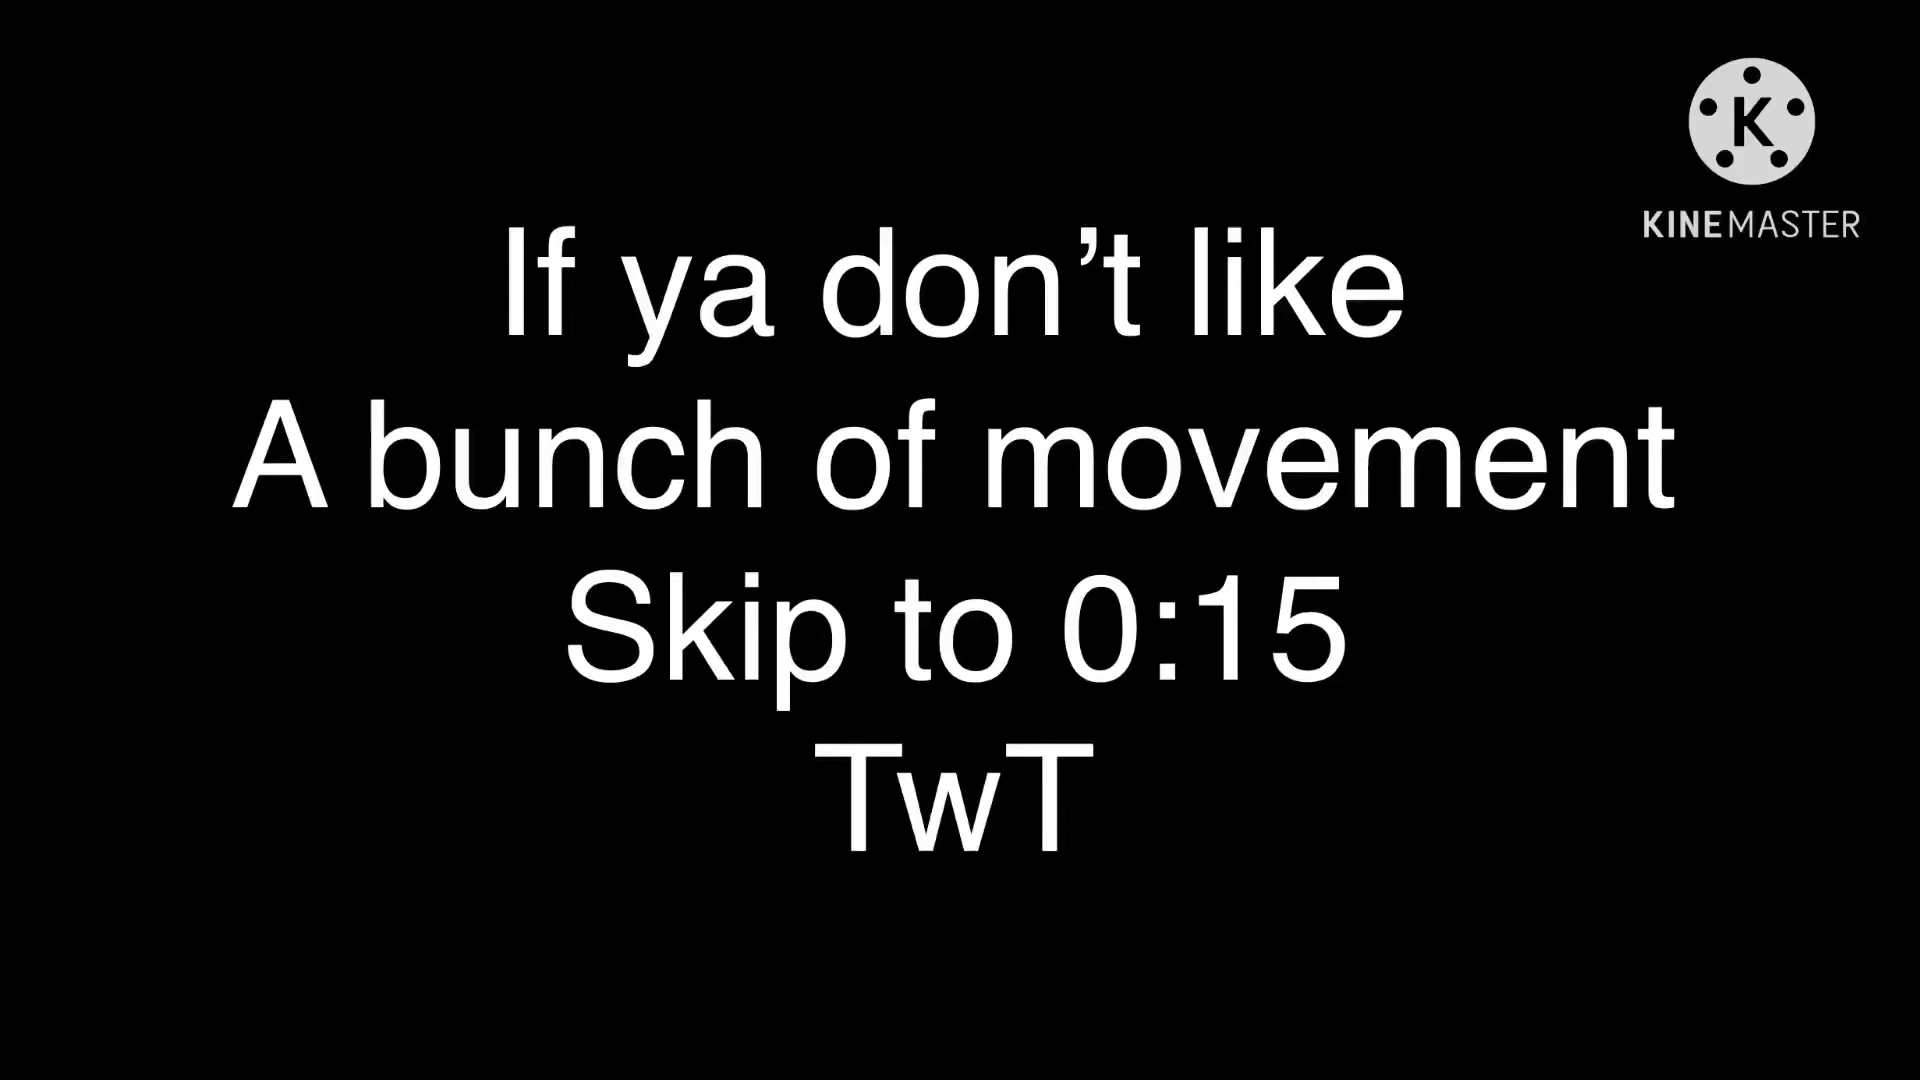 K
KINEMASTER
If ya don’t like
A bunch of movement
Skip to 0:15
TwT